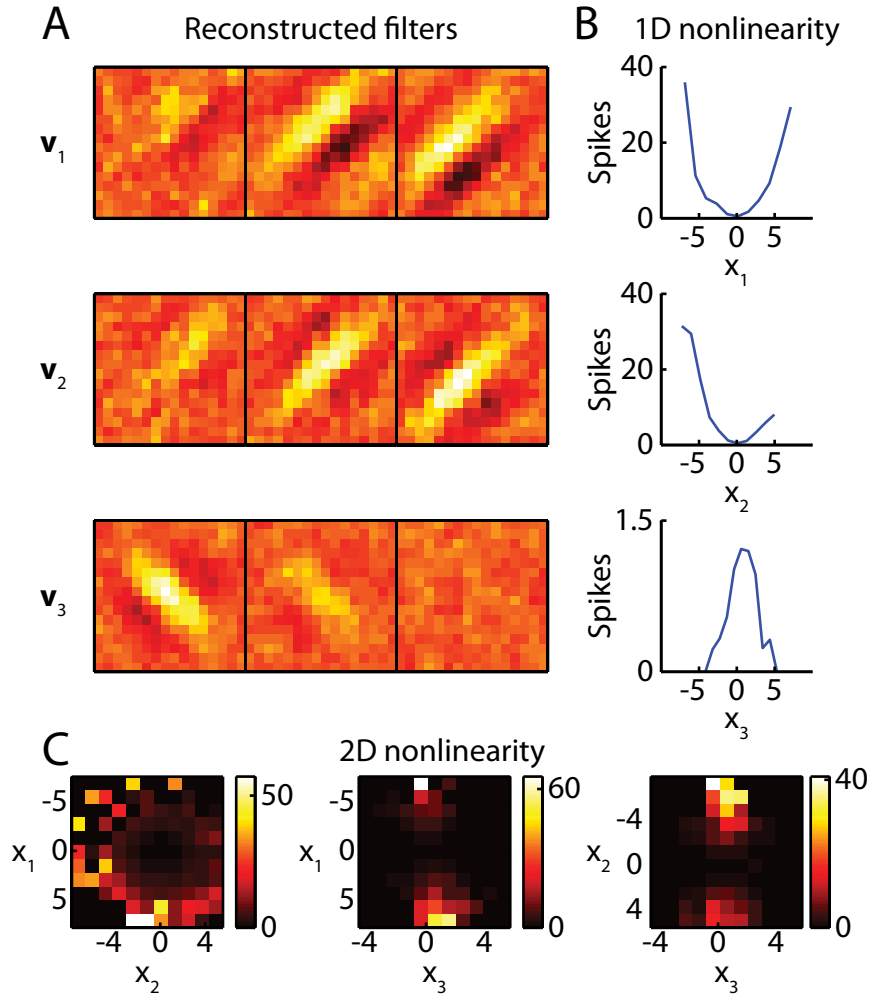 A Reconstructed filters
B 1D nonlinearity
v1
v2
v3
40
20
0
Spikes
-5 0 5
x1
40
20
0
Spikes
-5 0 5
x2
1.5
0
Spikes
-5 0 5
x3
C 2D nonlinearity
-5
0
5
x1
-4 0 4
x2
50
0
-5
0
5
x1
-4 0 4
x3
60
0
-4
0
4
x2
-4 0 4
x3
40
0